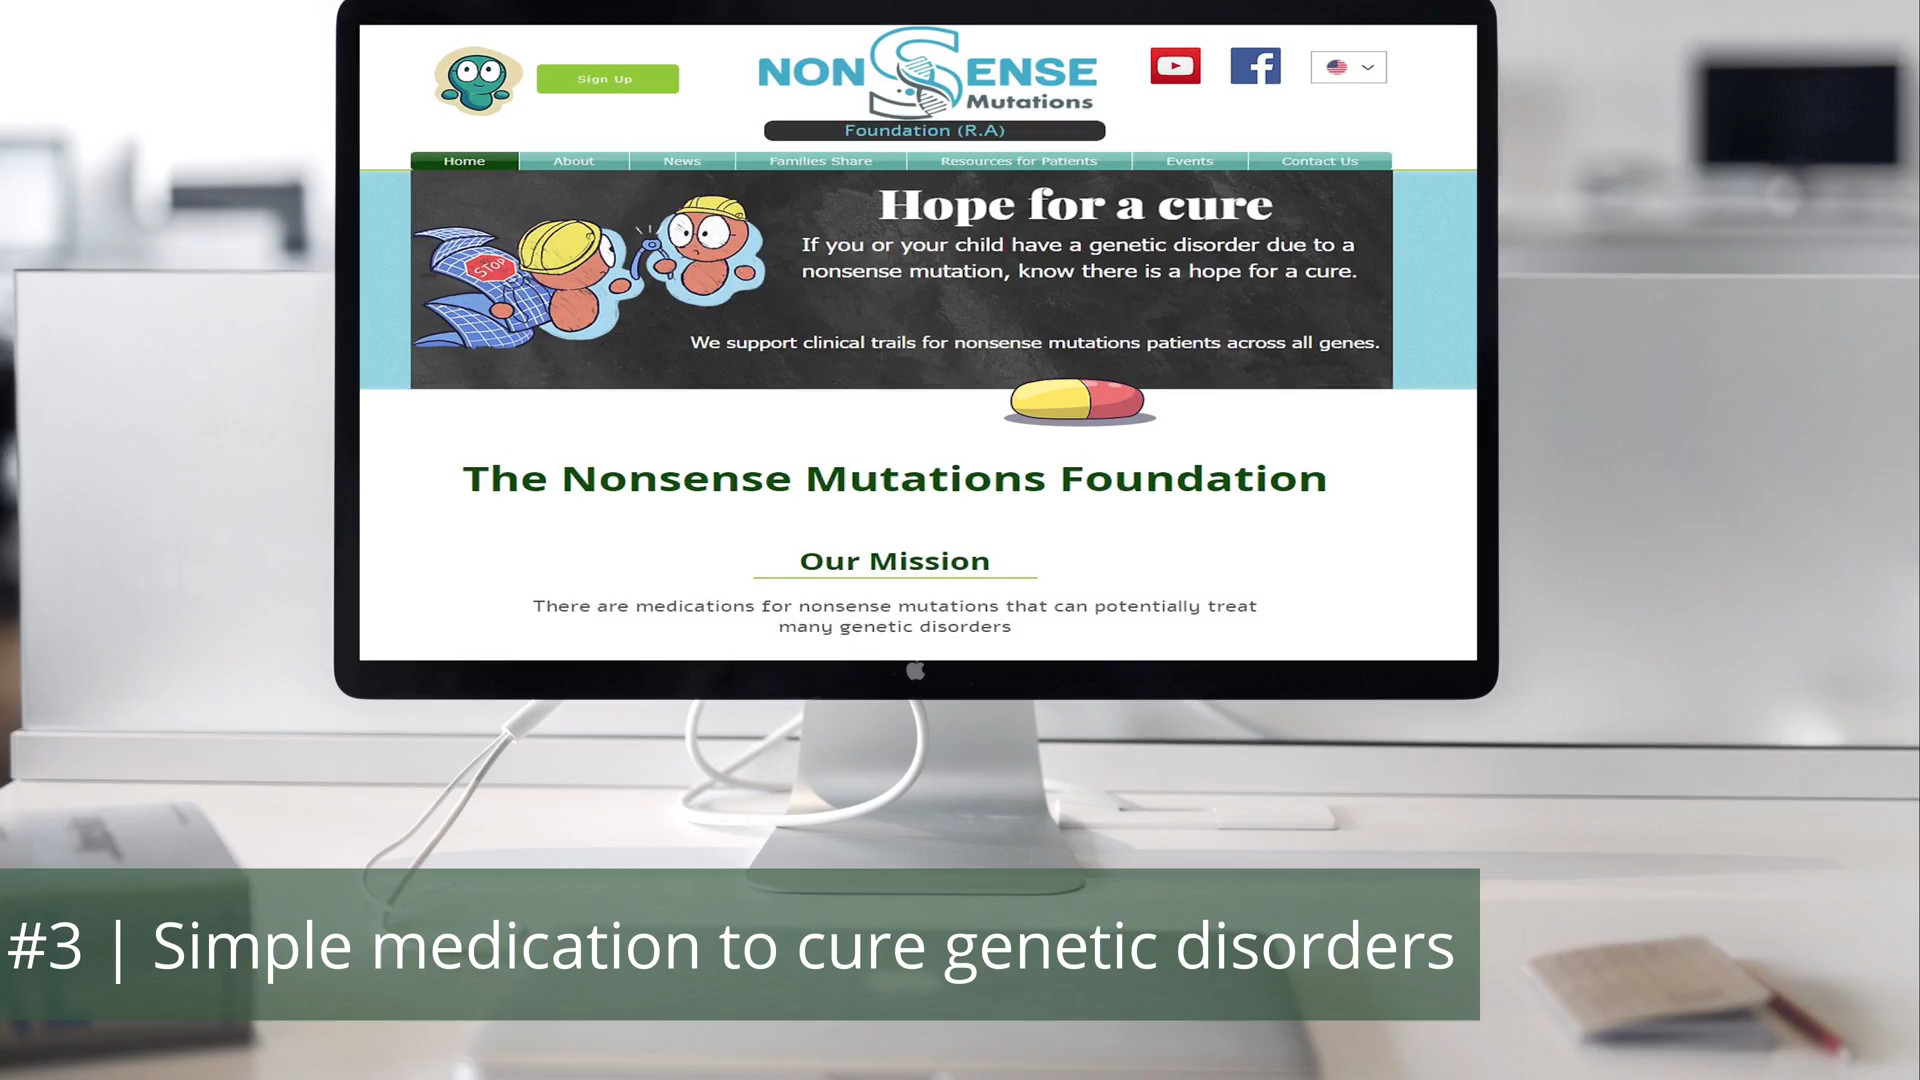 Sign Up
NONSENSE
Mutations
Foundation (R.A)
Home About News Families Share Resources for Patients Events Contact Us
STOP
Hope for a cure
If you or your child have a genetic disorder due to a
nonsense mutation, know there is a hope for a cure.
We support clinical trails for nonsense mutations patients across all genes.
The Nonsense Mutations Foundation
Our Mission
There are medications for nonsense mutations that can potentially treat
many genetic disorders
#3 | Simple medication to cure genetic disorders